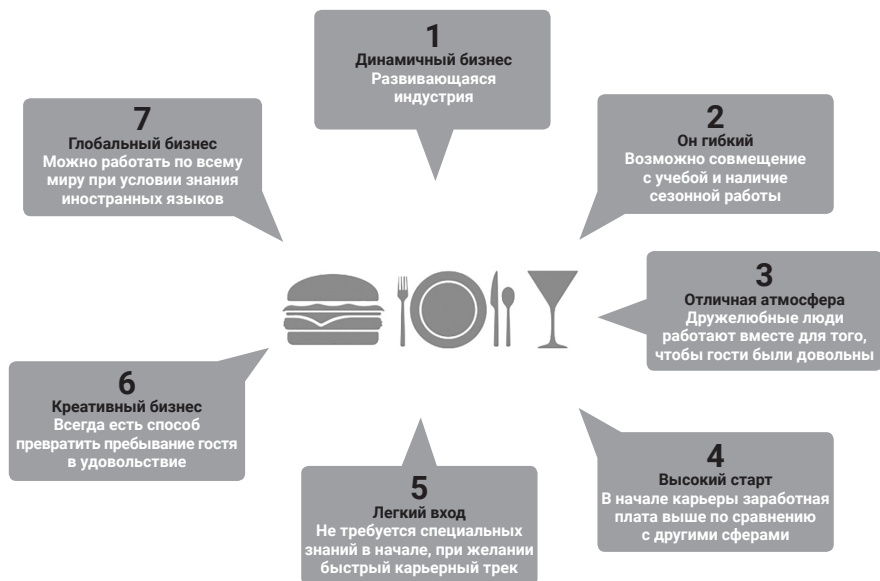 1
Динамичный бизнес
Развивающаяся
индустрия
2
Он гибкий
Возможно совмещение
с учебой и наличие
сезонной работы
3
Отличная атмосфера
Дружелюбные люди
работают вместе для того,
чтобы гости были довольны
4
Высокий старт
В начале карьеры заработная
плата выше по сравнению
с другими сферами
5
Легкий вход
Не требуется специальных
знаний в начале, при желании
быстрый карьерный трек
6
Креативный бизнес
Всегда есть способ
превратить пребывание гостя
в удовольствие
7
Глобальный бизнес
Можно работать по всему
миру при условии знания
иностранных языков